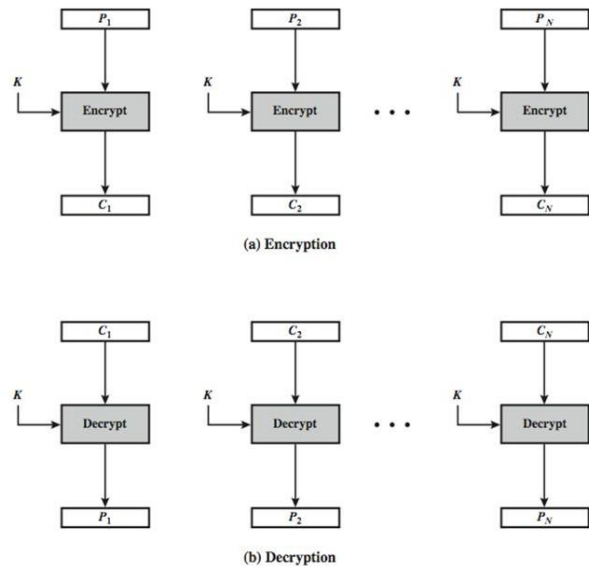 P1 P2 PN
K K K
Encrypt Encrypt • • • Encrypt
C1 C2 CN
(a) Encryption
C1 C2 CN
K K K
Decrypt Decrypt • • • Decrypt
P1 P2 PN
(b) Decryption